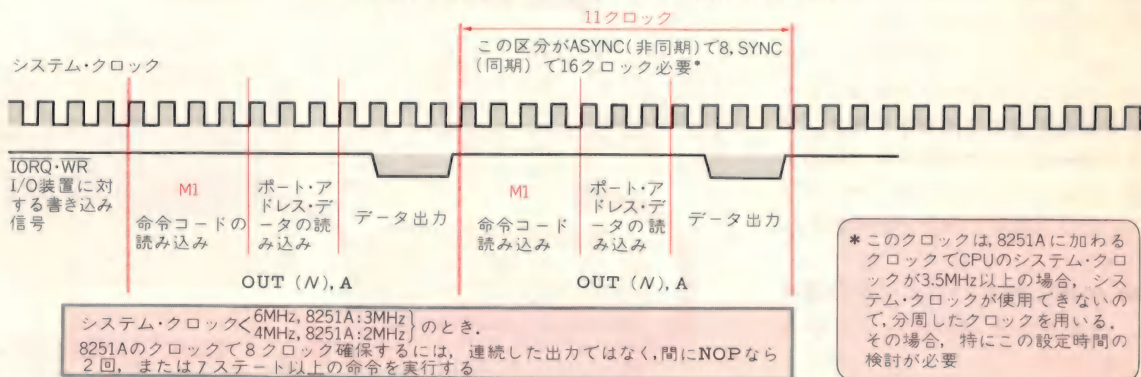 11クロック
この区分がASYNC(非同期)で8, SYNC
(同期)で16クロック必要*
システム・クロック
IORQ・WR
I/O装置に対
する書き込み
信号
M1
命令コードの
読み込み
ポート・ア
ドレス・デ
ータの読
み込み
データ出力
M1
命令コード
読み込み
ポート・ア
ドレス・デ
ータの読
み込み
データ出力
OUT (N), A
OUT (N), A
*このクロックは, 8251Aに加わる
クロックでCPUのシステム・クロ
ックが3.5MHz以上の場合, シス
テム・クロックが使用できないの
で, 分周したクロックを用いる.
その場合, 特にこの設定時間の
検討が必要
システム・クロック<6MHz, 8251A:3MHz
4MHz, 8251A:2MHz}のとき.
8251Aのクロックで8クロック確保するには, 連続した出力ではなく, 間にNOPなら
2回, または7ステート以上の命令を実行する